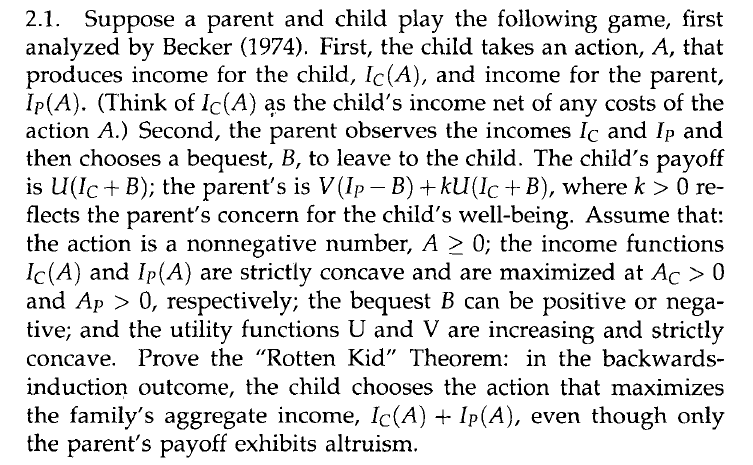 2.1. Suppose a parent and child play the following game, first
analyzed by Becker (1974). First, the child takes an action, A, that
produces income for the child, I_C(A), and income for the parent,
I_P(A). (Think of I_C(A) as the child's income net of any costs of the
action A.) Second, the parent observes the incomes I_C and I_P and
then chooses a bequest, B, to leave to the child. The child's payoff
is U(I_C + B); the parent's is V(I_P − B) + kU(I_C + B), where k > 0 re-
flects the parent's concern for the child's well-being. Assume that:
the action is a nonnegative number, A ≥ 0; the income functions
I_C(A) and I_P(A) are strictly concave and are maximized at A_C > 0
and A_P > 0, respectively; the bequest B can be positive or nega-
tive; and the utility functions U and V are increasing and strictly
concave. Prove the "Rotten Kid" Theorem: in the backwards-
induction outcome, the child chooses the action that maximizes
the family's aggregate income, I_C(A) + I_P(A), even though only
the parent's payoff exhibits altruism.